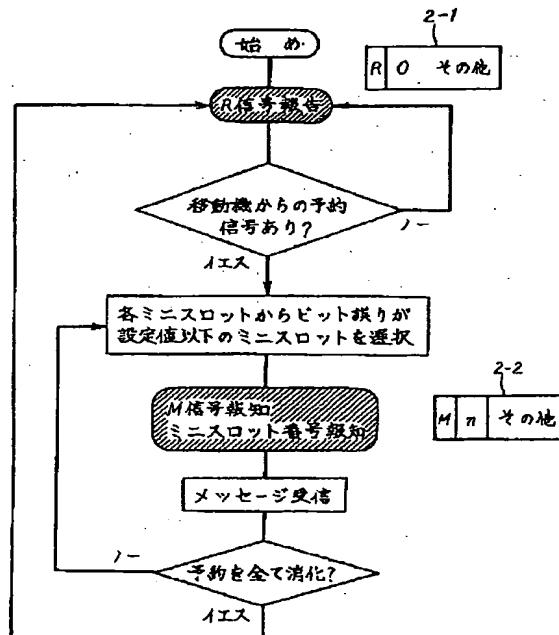 2-1
始め
R 0 その他
R信号報告
移動機からの予約
信号あり?
ノー
イエス
各ミニスロットからビット誤りが
設定値以下のミニスロットを選択
2-2
M信号報知
ミニスロット番号報知
M n その他
メッセージ受信
ノー
予約を全て消化?
イエス